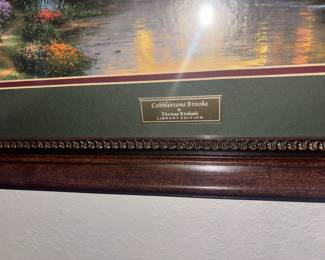 Cobblestone Brooke
by
Thomas Kinkade
LIBRARY EDITION